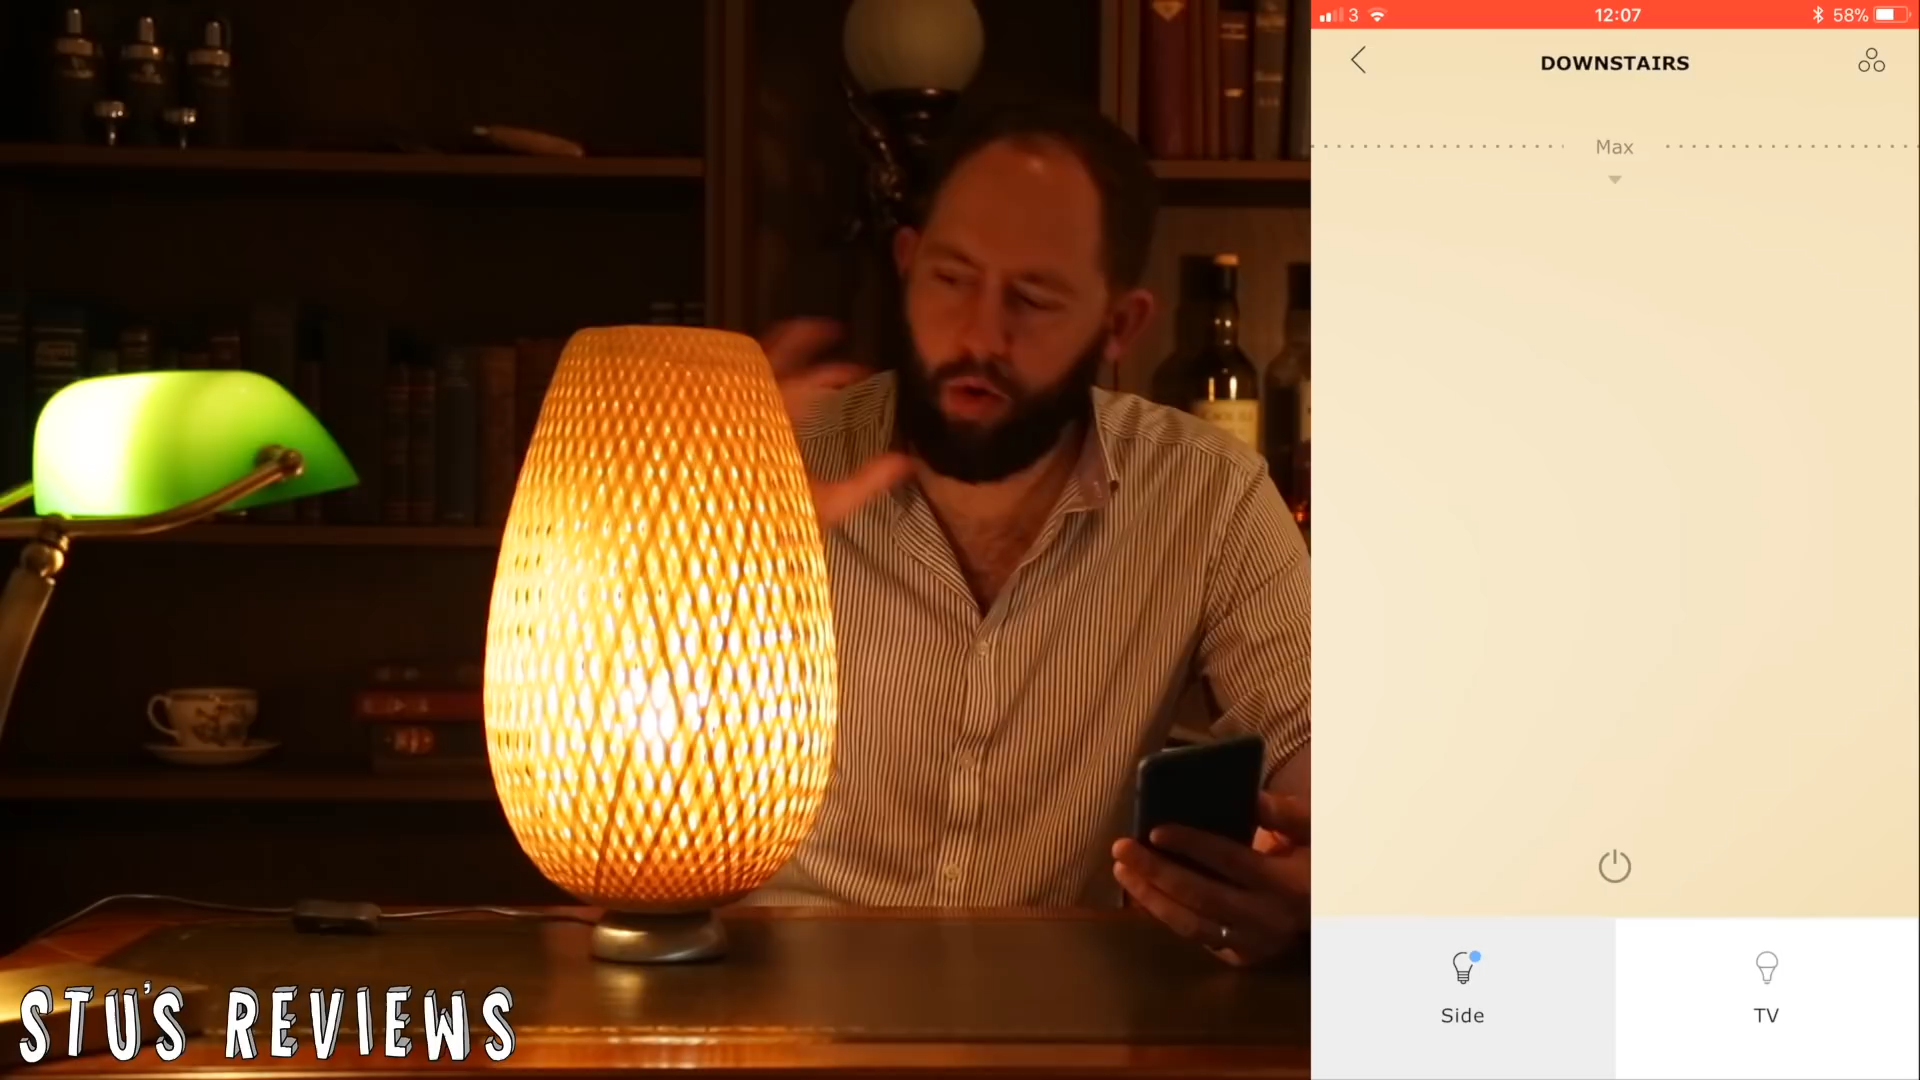 3 12:07 58%
DOWNSTAIRS
Max
Side TV
STU'S REVIEWS